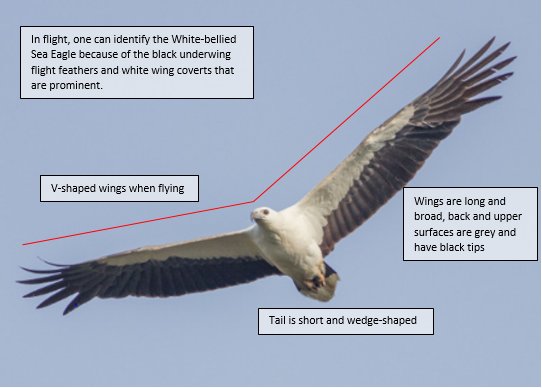 In flight, one can identify the White-bellied
Sea Eagle because of the black underwing
flight feathers and white wing coverts that
are prominent.
V-shaped wings when flying
Wings are long and
broad, back and upper
surfaces are grey and
have black tips
Tail is short and wedge-shaped